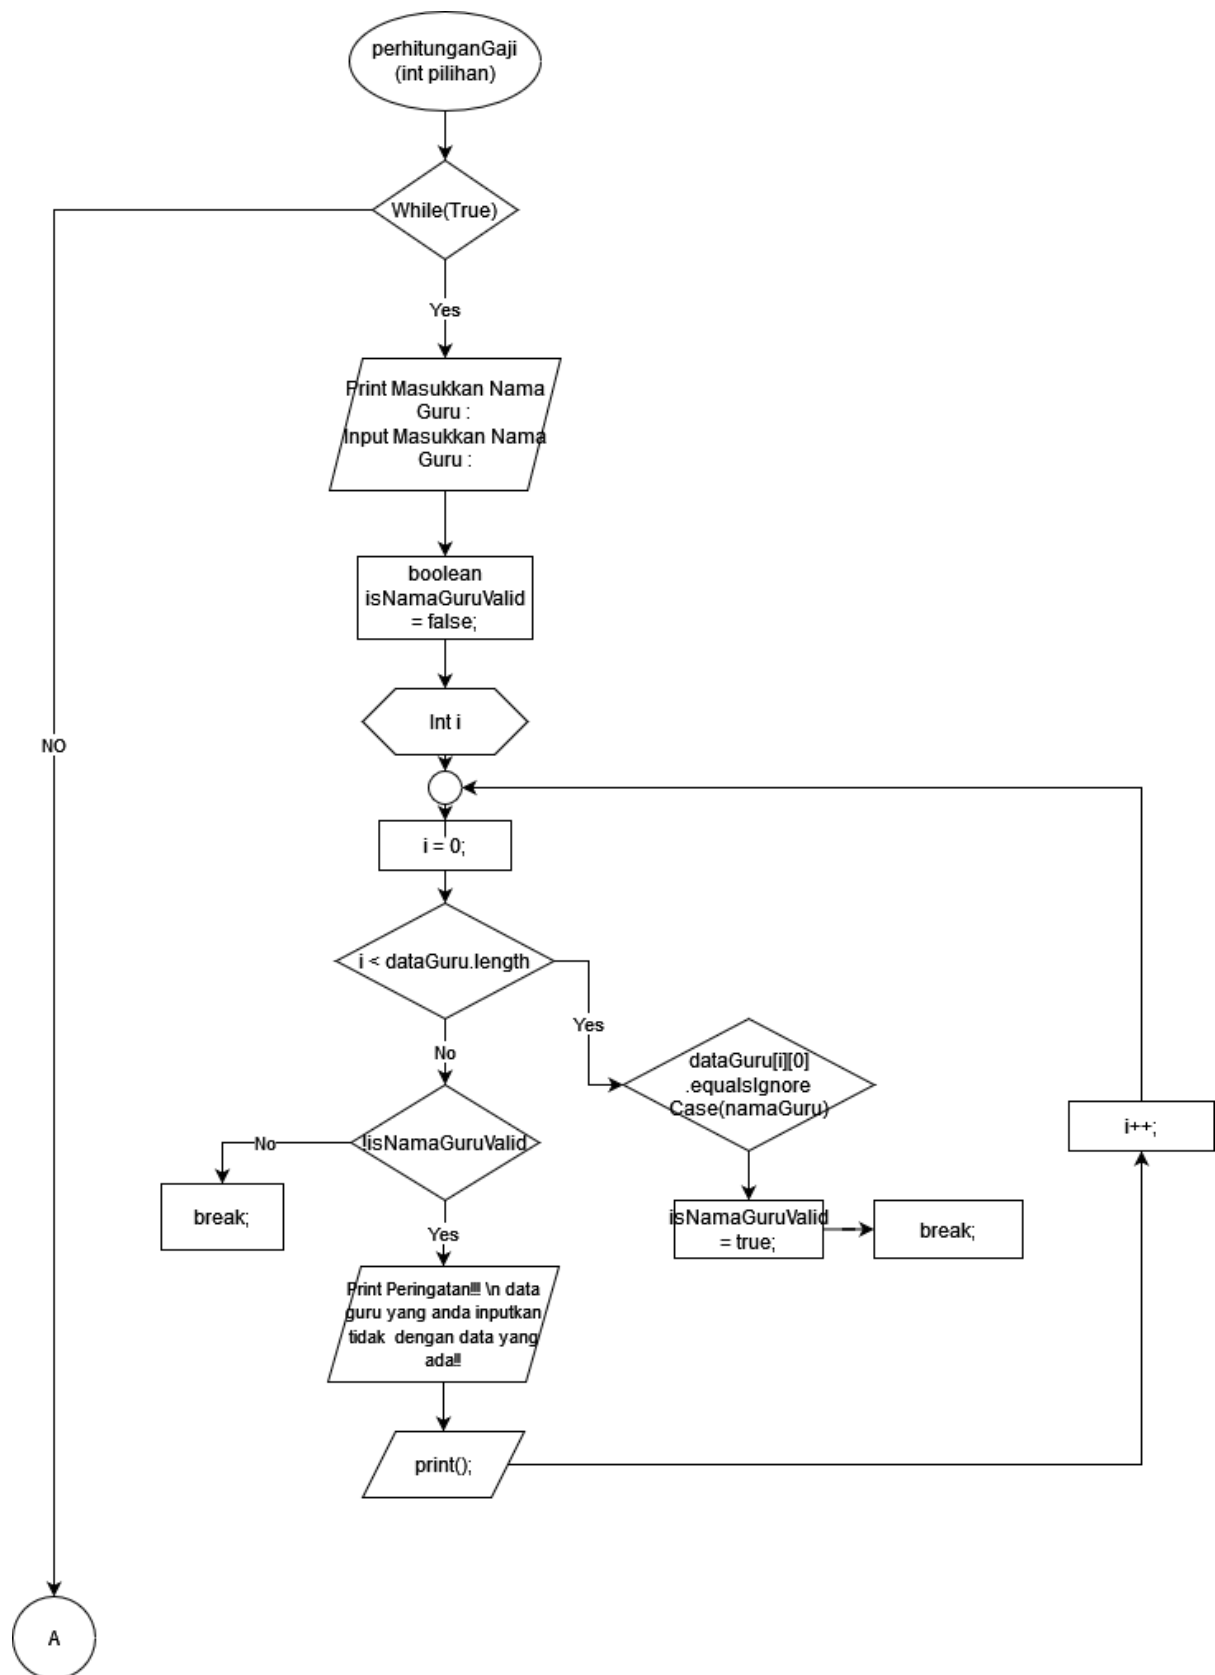 perhitunganGaji
(int pilihan)
While(True)
Yes
Print Masukkan Nama
Guru :
Input Masukkan Nama
Guru :
boolean
isNamaGuruValid
= false;
Int i
NO
i = 0;
i < dataGuru.length
Yes
No
dataGuru[i][0]
.equalsIgnore
Case(namaGuru)
i++;
!isNamaGuruValid
No
break;
isNamaGuruValid
= true;
break;
Yes
Print Peringatan!!! \n data
guru yang anda inputkan
tidak dengan data yang
ada!!
print();
A